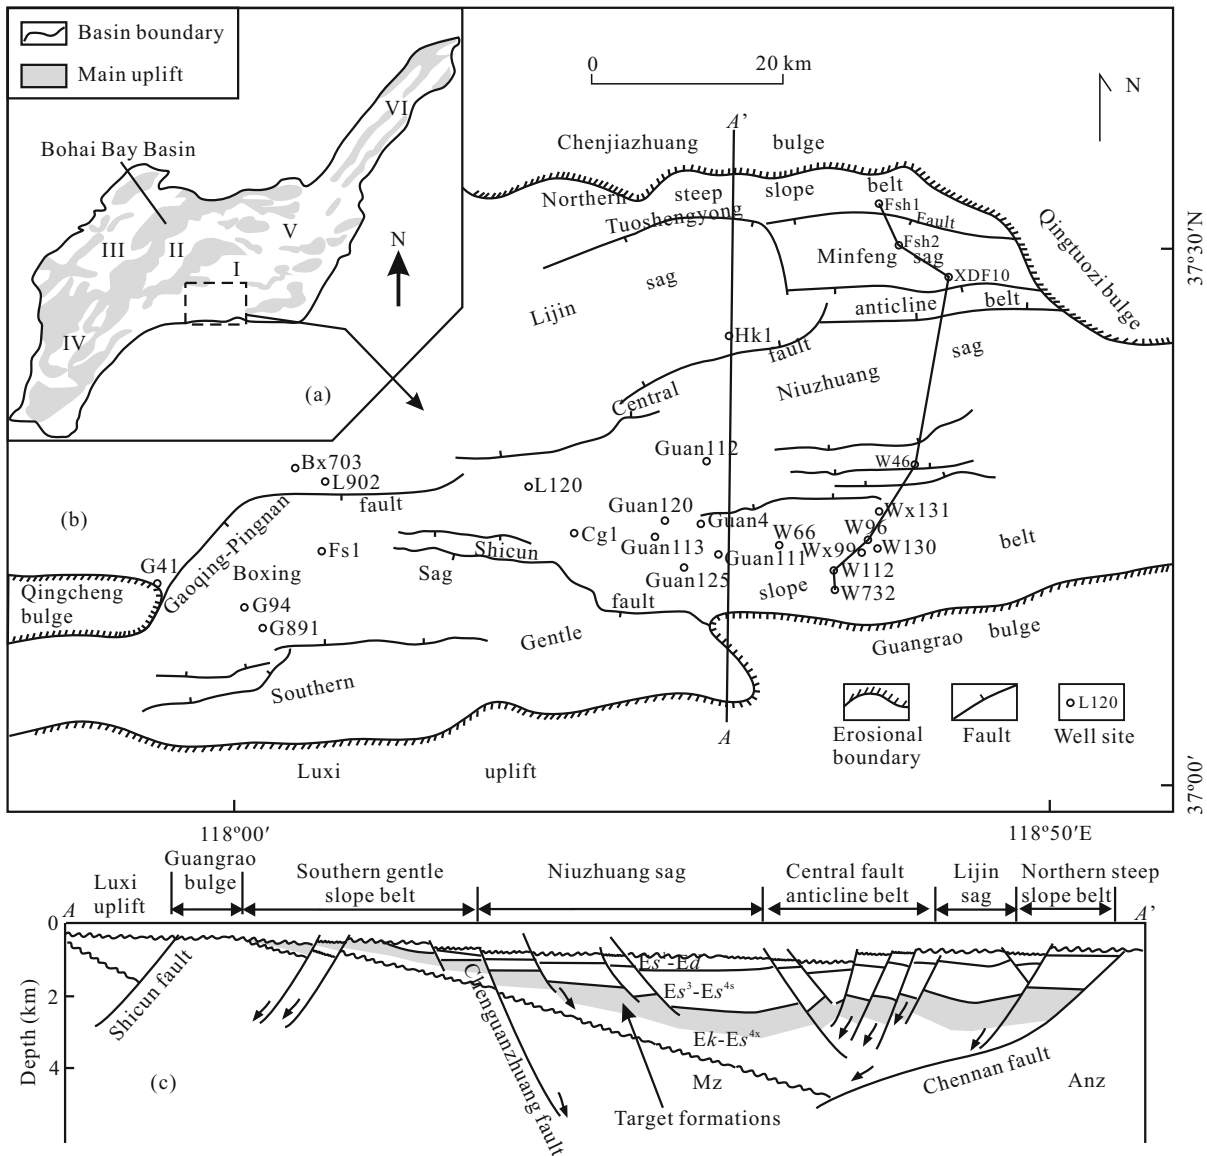 Basin boundary
Main uplift
Bohai Bay Basin
VI
V
III
II
I
IV
N
(a)
0
20 km
N
A’
Chenjiazhuang
bulge
Northern
steep
slope
belt
Tuoshengyong
Fsh1
Fault
Fsh2
Minfeng
sag
XDF10
Qingtuozi bulge
37°30′N
Lijin
sag
anticline
belt
Hk1
fault
Niuzhuang
sag
Central
Guan112
W46
Bx703
L902
fault
L120
(b)
Gaoqing-Pingnan
Guan120
Guan4
Wx131
W66
W96
Cg1
Guan113
Guan111
Wx99
W130
belt
Shicun
Fs1
Sag
Guan125
G41
Boxing
W112
slope
W732
Qingcheng
bulge
G94
fault
G891
Gentle
Guangrao
bulge
Southern
L120
Erosional
boundary
Fault
Well site
A
Luxi
uplift
37°00′
118°00′
118°50′E
Luxi
uplift
Guangrao
bulge
Southern gentle
slope belt
Niuzhuang sag
Central fault
anticline belt
Lijin
sag
Northern steep
slope belt
A
A’
0
2
4
Depth (km)
Shicun fault
Chenguanzhuang fault
Es-Ed
Es³-Es⁴ˢ
Ek-Es⁴ˣ
Mz
Target formations
Chennan fault
Anz
(c)